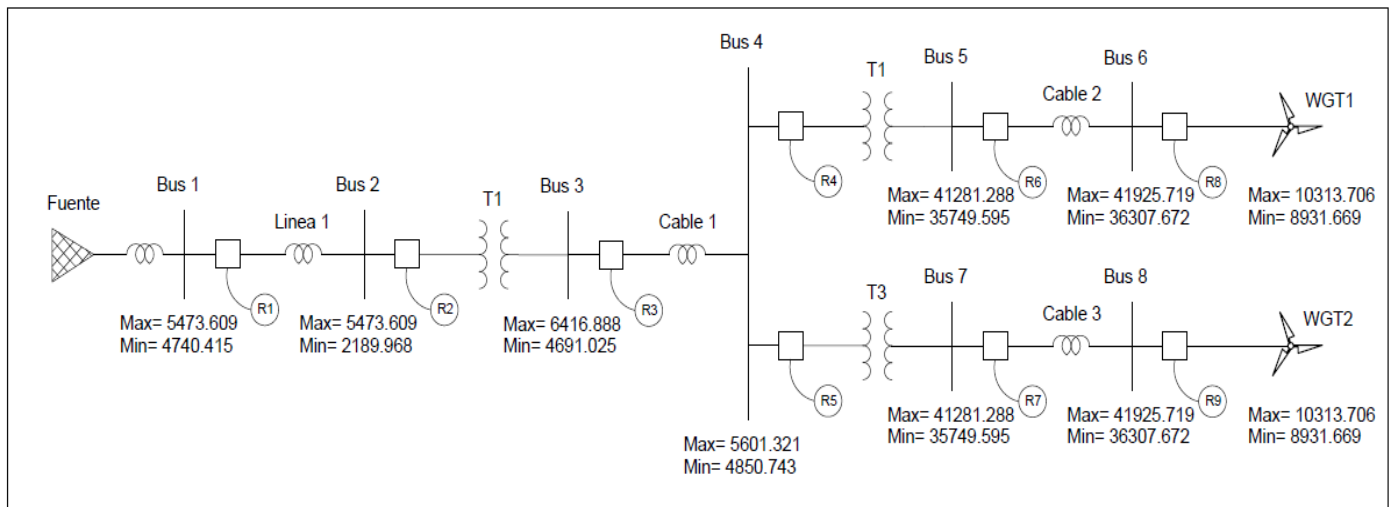 Fuente
Bus 1
Max= 5473.609
Min= 4740.415
R1
Linea 1
Bus 2
Max= 5473.609
Min= 2189.968
R2
T1
Bus 3
Max= 6416.888
Min= 4691.025
R3
Cable 1
Bus 4
Max= 5601.321
Min= 4850.743
R4
T1
Bus 5
Max= 41281.288
Min= 35749.595
R6
Cable 2
Bus 6
Max= 41925.719
Min= 36307.672
R8
WGT1
Max= 10313.706
Min= 8931.669
R5
T3
Bus 7
Max= 41281.288
Min= 35749.595
R7
Cable 3
Bus 8
Max= 41925.719
Min= 36307.672
R9
WGT2
Max= 10313.706
Min= 8931.669